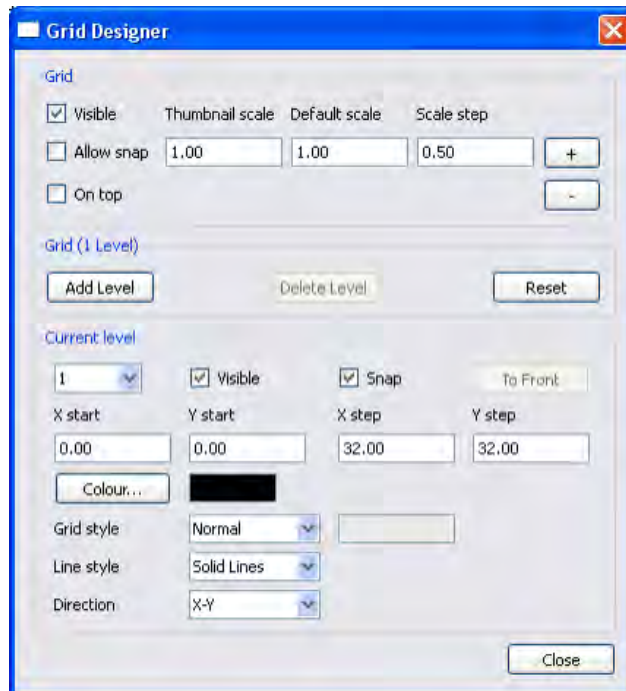 Grid Designer
Grid
Visible Thumbnail scale Default scale Scale step
Allow snap 1.00 1.00 0.50 +
On top -
Grid (1 Level)
Add Level Delete Level Reset
Current level
1 Visible Snap To Front
X start Y start X step Y step
0.00 0.00 32.00 32.00
Colour...
Grid style Normal
Line style Solid Lines
Direction X-Y
Close